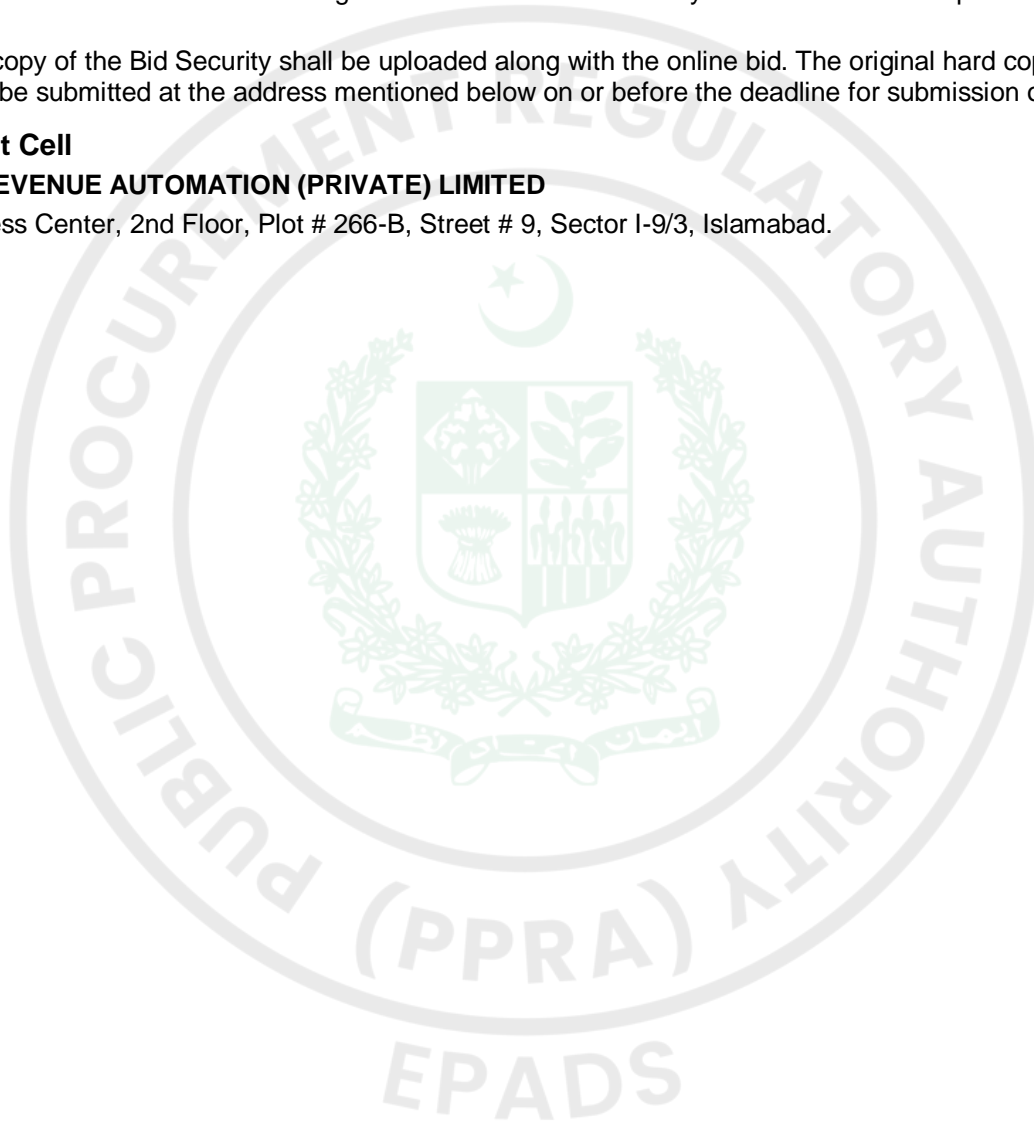 copy of the Bid Security shall be uploaded along with the online bid. The original hard cop
be submitted at the address mentioned below on or before the deadline for submission
t Cell
EVENUE AUTOMATION (PRIVATE) LIMITED
ess Center, 2nd Floor, Plot # 266-B, Street # 9, Sector I-9/3, Islamabad.
PUBLIC PROCUREMENT REGULATORY AUTHORITY
(PPRA)
EPADS